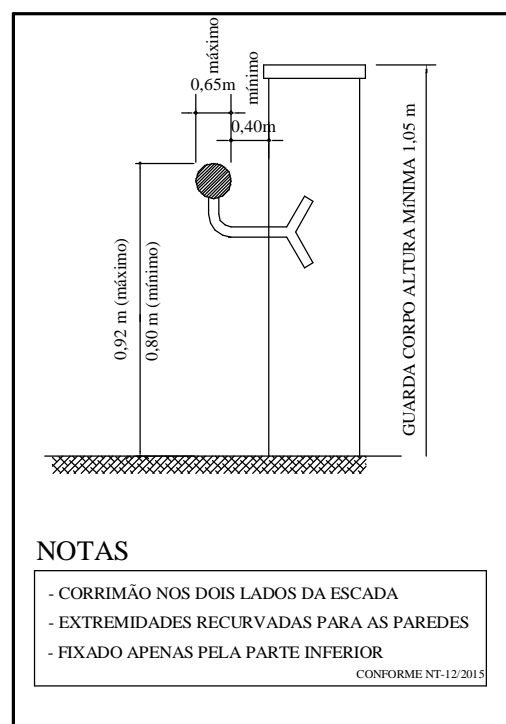 máximo
0,65m
mínimo
0,40m
0,92 m (máximo)
0,80 m (mínimo)
GUARDA CORPO ALTURA MíNIMA 1,05 m
NOTAS
- CORRIMÃO NOS DOIS LADOS DA ESCADA
- EXTREMIDADES RECURVADAS PARA AS PAREDES
- FIXADO APENAS PELA PARTE INFERIOR
CONFORME NT-12/2015